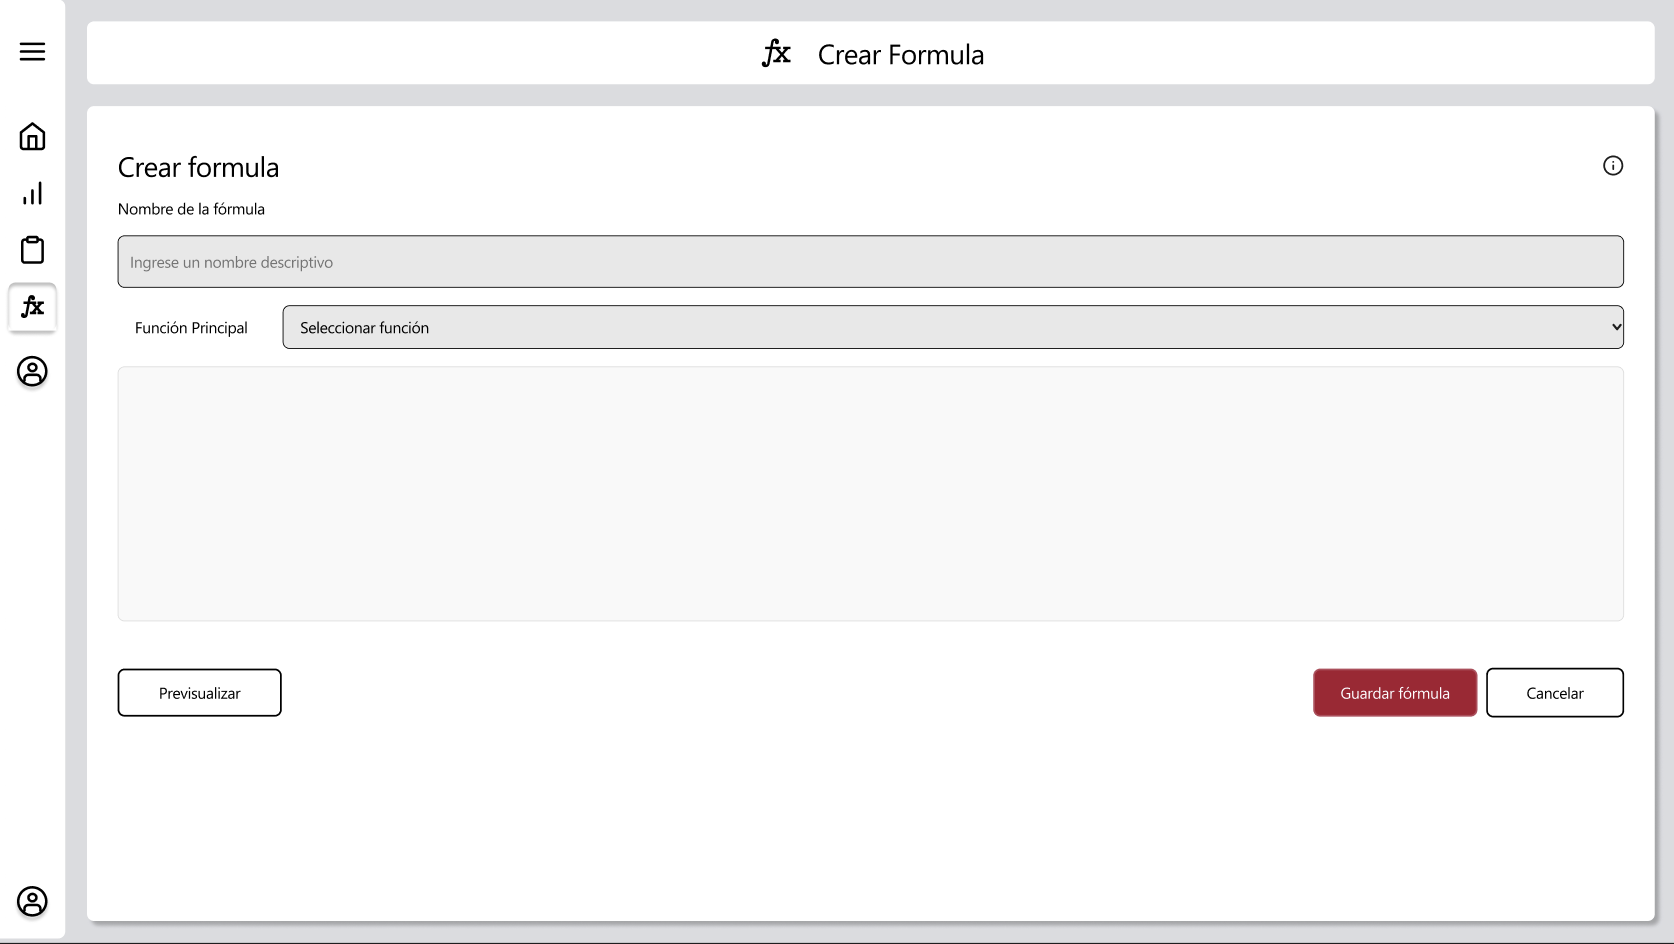 Crear Formula
Crear formula
Nombre de la fórmula
Ingrese un nombre descriptivo
Función Principal
Seleccionar función
Previsualizar
Guardar fórmula
Cancelar